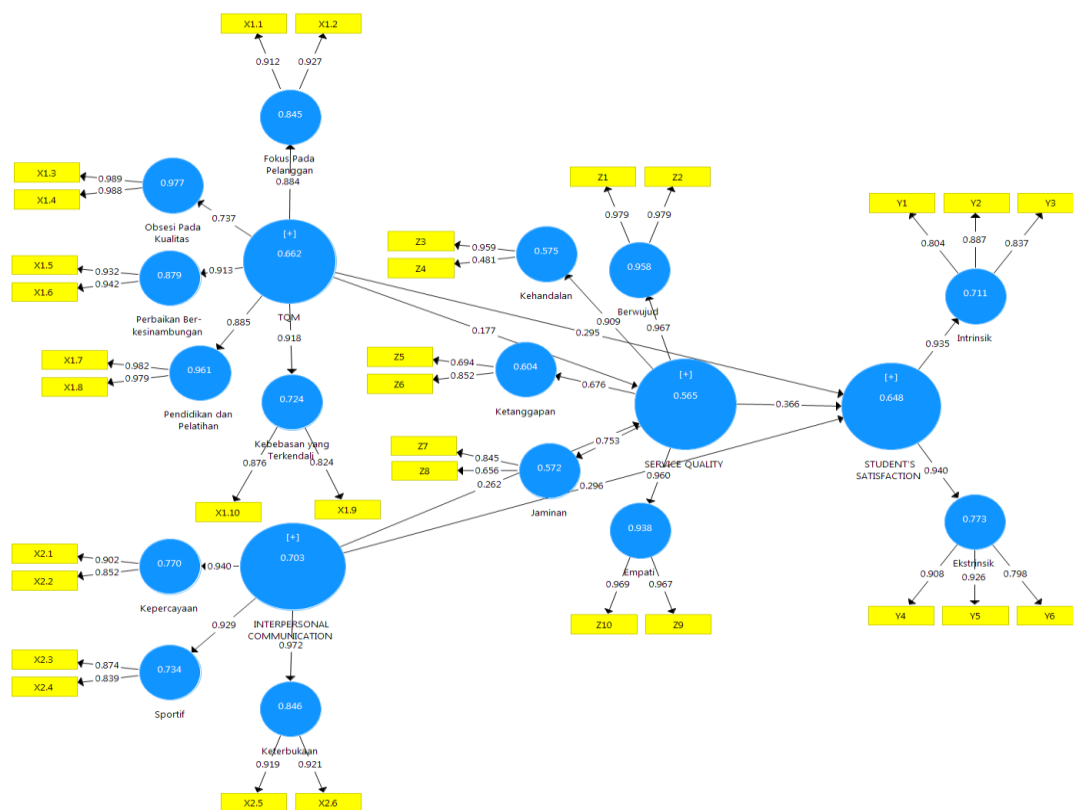 X1.1
X1.2
0.912
0.927
0.845
Fokus Pada
Pelanggan
0.884
X1.3
X1.4
0.989
0.988
0.977
Obsesi Pada
Kualitas
0.737
[+]
0.662
TQM
X1.5
X1.6
0.932
0.942
0.879
0.913
Perbaikan Ber-
kesinambungan
0.885
X1.7
X1.8
0.982
0.979
0.961
Pendidikan dan
Pelatihan
0.918
0.724
Kebebasan yang
Terkendali
0.876
0.824
X1.10
X1.9
Z1
Z2
0.979
0.979
0.958
Berwujud
0.967
Z3
Z4
0.959
0.481
0.575
Kehandalan
0.909
0.177
0.295
Z5
Z6
0.694
0.852
0.604
Ketanggapan
0.676
[+]
0.565
SERVICE QUALITY
0.366
Z7
Z8
0.845
0.656
0.572
Jaminan
0.753
0.262
0.296
0.960
0.938
Empati
0.969
0.967
Z10
Z9
Y1
Y2
Y3
0.804
0.887
0.837
0.711
Intrinsik
0.935
[+]
0.648
STUDENT'S
SATISFACTION
0.940
0.773
Ekstrinsik
0.908
0.926
0.798
Y4
Y5
Y6
X2.1
X2.2
0.902
0.852
0.770
Kepercayaan
0.940
[+]
0.703
INTERPERSONAL
COMMUNICATION
0.929
0.972
X2.3
X2.4
0.874
0.839
0.734
Sportif
0.846
Keterbukaan
0.919
0.921
X2.5
X2.6